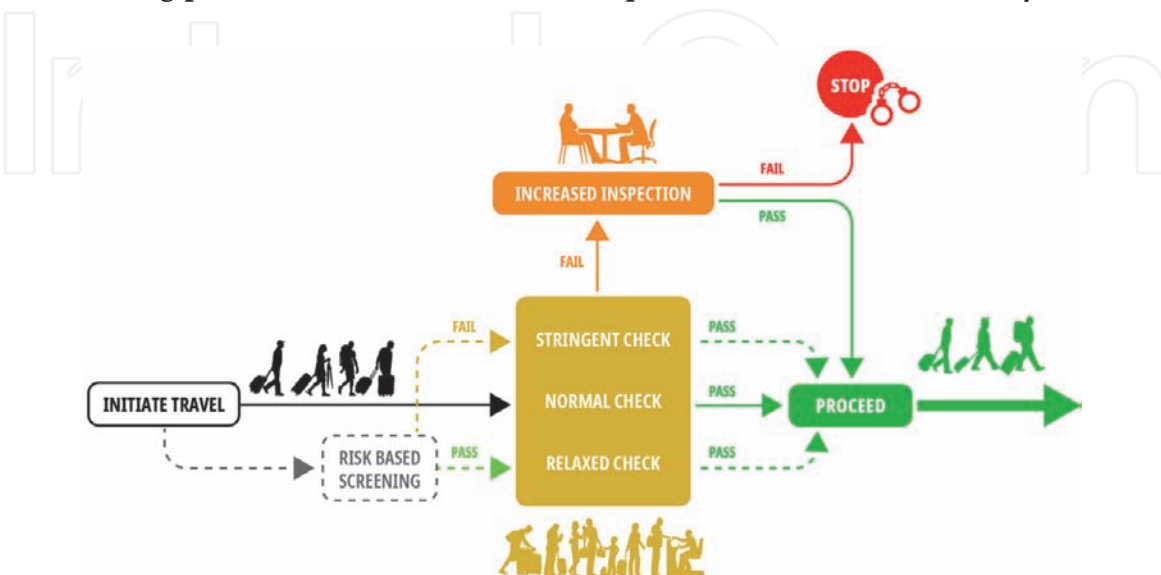 STOP
FAIL
INCREASED INSPECTION
PASS
FAIL
FAIL
STRINGENT CHECK
PASS
INITIATE TRAVEL
NORMAL CHECK
PASS
PROCEED
RISK BASED
SCREENING
PASS
RELAXED CHECK
PASS